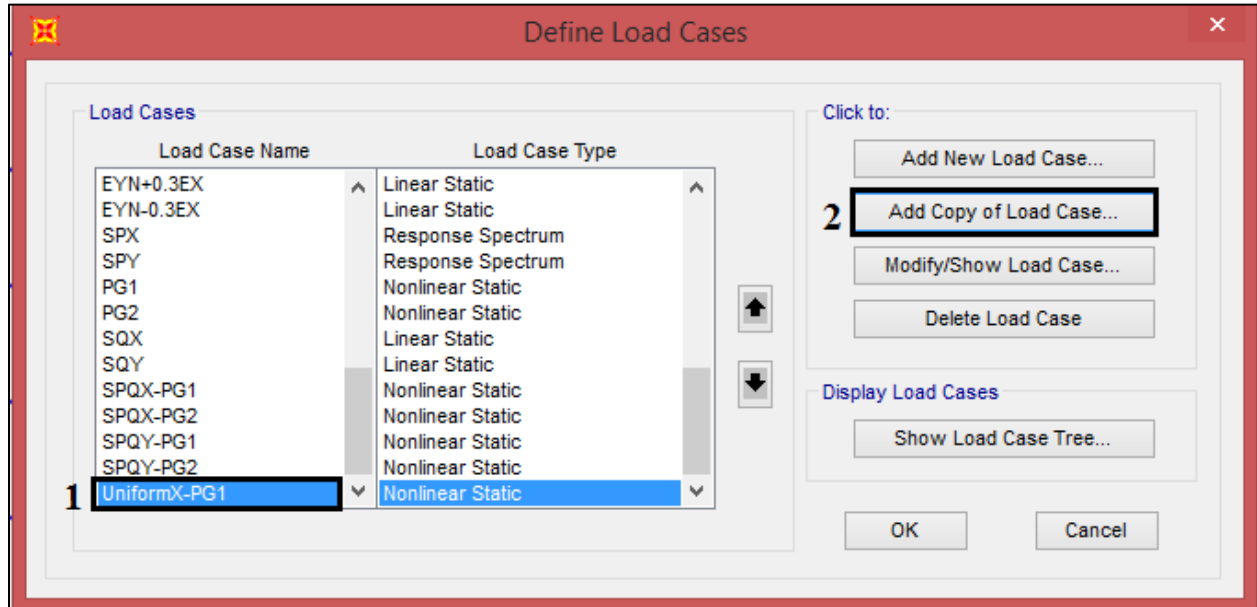 Define Load Cases
Load Cases
Load Case Name Load Case Type
EYN+0.3EX Linear Static
EYN-0.3EX Linear Static
SPX Response Spectrum
SPY Response Spectrum
PG1 Nonlinear Static
PG2 Nonlinear Static
SQX Linear Static
SQY Linear Static
SPQX-PG1 Nonlinear Static
SPQX-PG2 Nonlinear Static
SPQY-PG1 Nonlinear Static
SPQY-PG2 Nonlinear Static
1 UniformX-PG1 Nonlinear Static
Click to:
Add New Load Case...
2 Add Copy of Load Case...
Modify/Show Load Case...
Delete Load Case
Display Load Cases
Show Load Case Tree...
OK Cancel